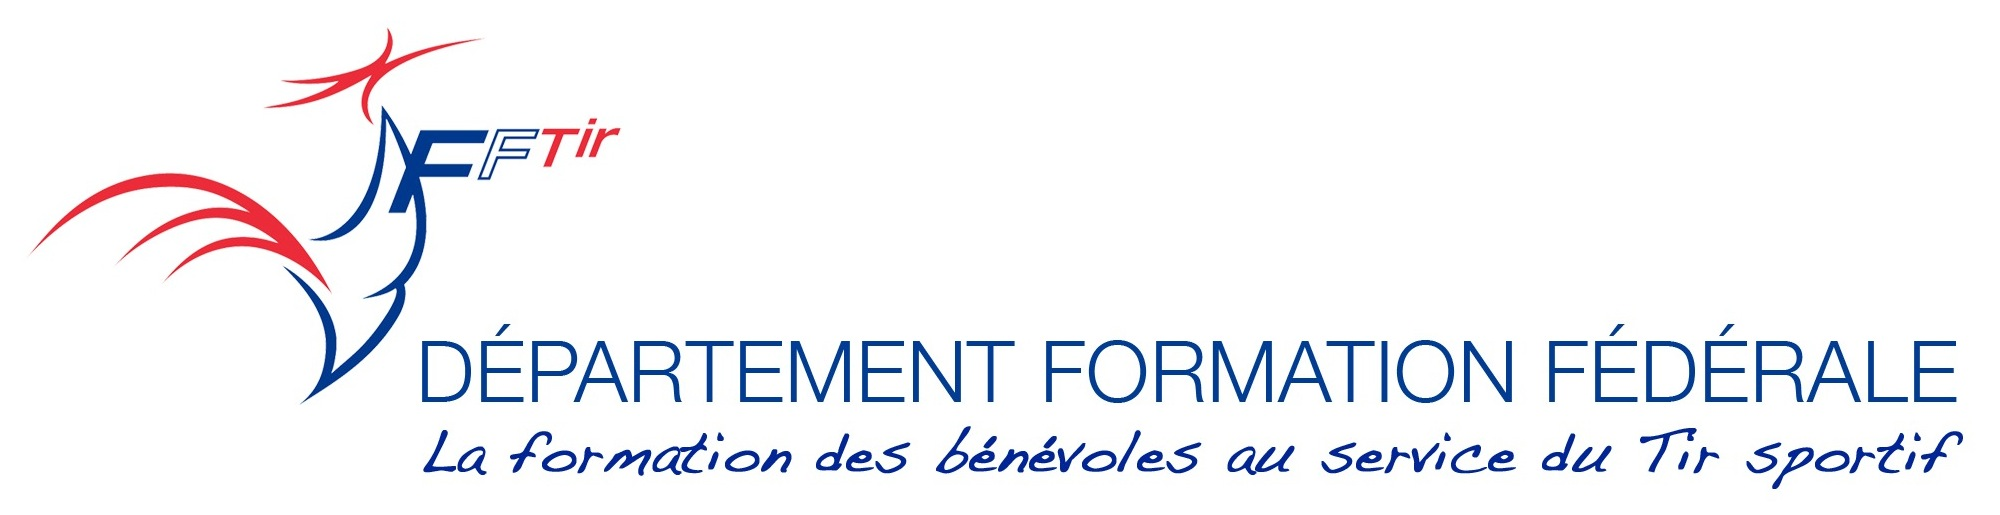 FFTir
DÉPARTEMENT FORMATION FÉDÉRALE
La formation des bénévoles au service du Tir sportif